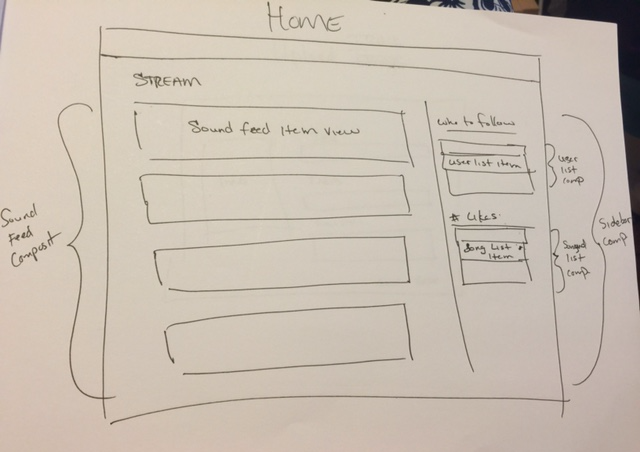 HOME
STREAM
Sound feed item view
who to follow
user list item
# Likes
Song List
Item
Sound
Feed
Composit
user
list
comp
list
comp
Sidebar
comp